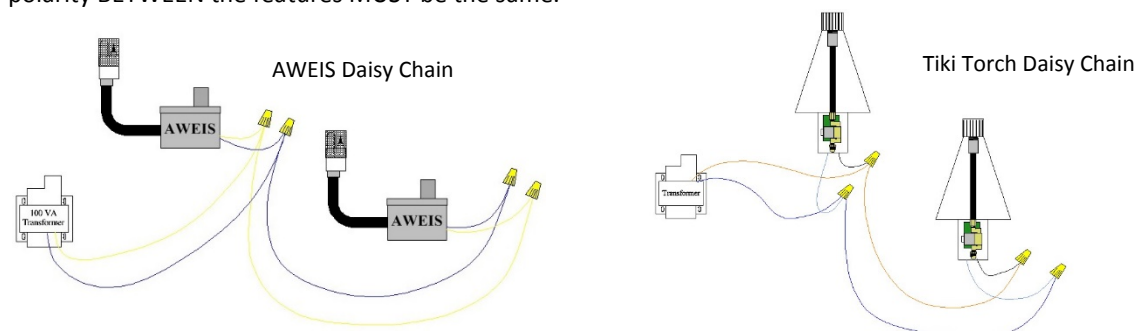 polarity BETWEEN the features MUST be the same.
AWEIS Daisy Chain
Tiki Torch Daisy Chain
AWEIS
AWEIS
100 VA
Transformer
Transformer